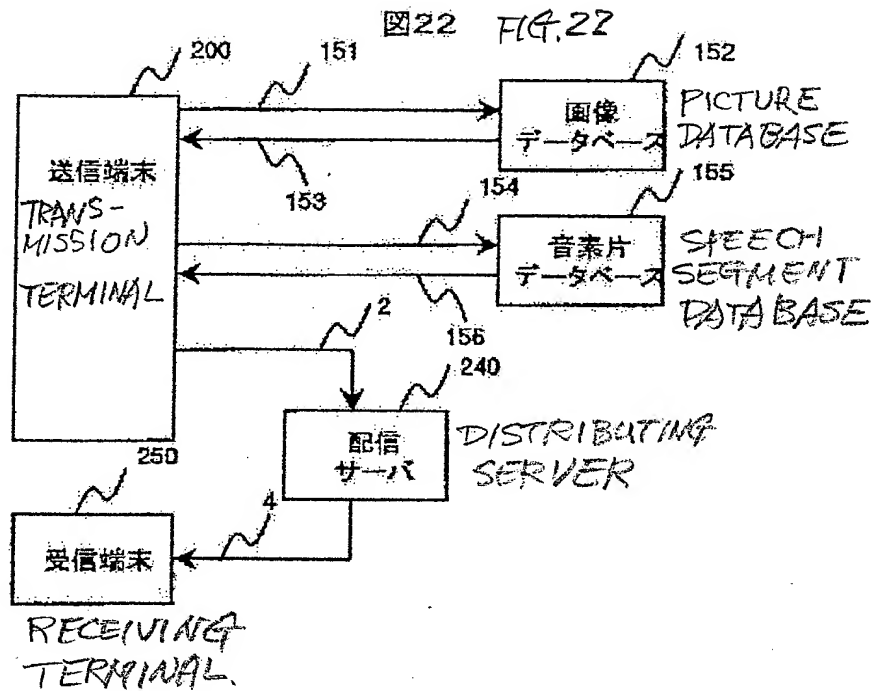 図22 FIG.22
200
151
152
画像
データベース
PICTURE
DATABASE
送信端末
TRANS-
MISSION
TERMINAL
153
154
155
音素片
データベース
SPEECH
SEGMENT
DATABASE
156
2
240
配信
サーバ
DISTRIBUTING
SERVER
250
4
受信端末
RECEIVING
TERMINAL.